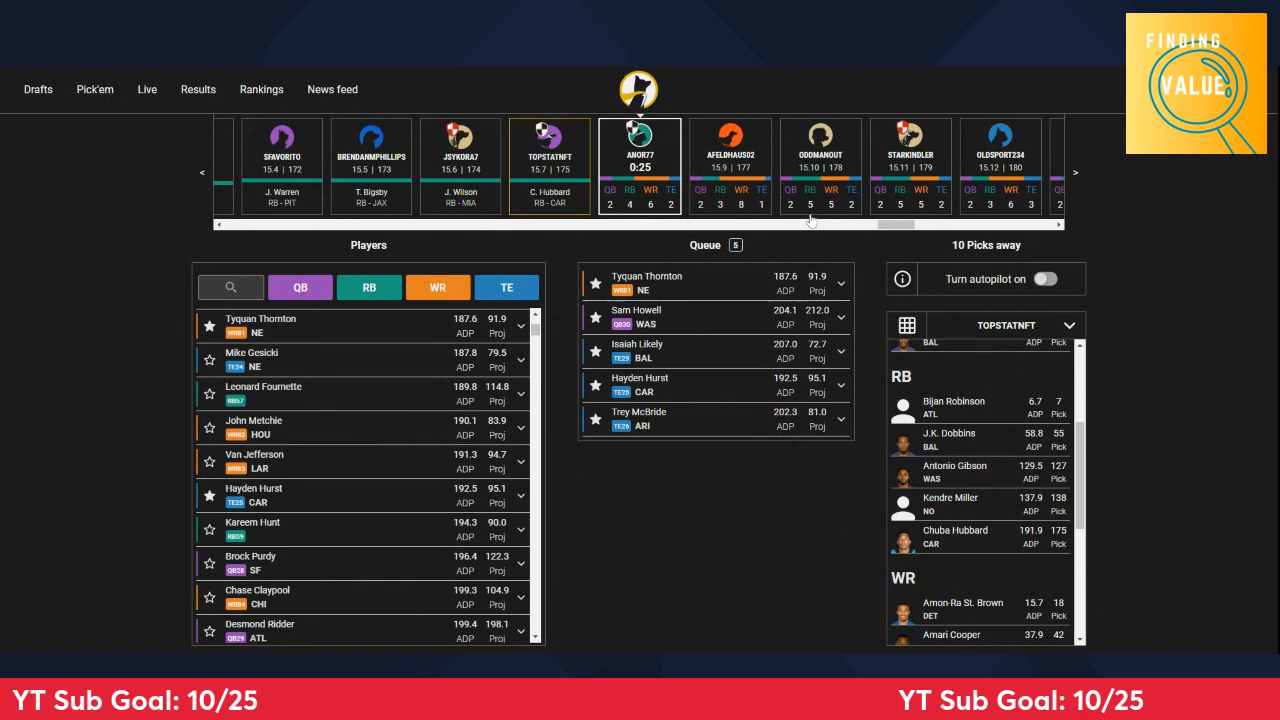 FINDING
VALUE
Drafts Pick'em Live Results Rankings News feed
< SFAVORITO BRENDANMPHILLIPS JSYKORA7 TOPSTATNFT ANOR77 AFELDHAUS02 ODDMANOUT STARKINDLER OLDSPORT234 >
15.4 | 172 15.5 | 173 15.6 | 174 15.7 | 175 0:25 15.9 | 177 15.10 | 178 15.11 | 179 15.12 | 180
J. Warren T. Bigsby J. Wilson C. Hubbard QB RB WR TE QB RB WR TE QB RB WR TE QB RB WR TE QB RB WR TE
RB - PIT RB - JAX RB - MIA RB - CAR 2 4 6 2 2 3 8 1 2 5 5 2 2 5 5 2 2 3 6 3
Players
QB RB WR TE
Tyquan Thornton 187.6 91.9
WR81 NE ADP Proj
Mike Gesicki 187.8 79.5
TE24 NE ADP Proj
Leonard Fournette 189.8 114.8
RB57 ADP Proj
John Metchie 190.1 83.9
WR82 HOU ADP Proj
Van Jefferson 191.3 94.7
WR83 LAR ADP Proj
Hayden Hurst 192.5 95.1
TE25 CAR ADP Proj
Kareem Hunt 194.3 90.0
RB59 ADP Proj
Brock Purdy 196.4 122.3
QB28 SF ADP Proj
Chase Claypool 199.3 104.9
WR84 CHI ADP Proj
Desmond Ridder 199.4 198.1
QB29 ATL ADP Proj
Queue 5
Tyquan Thornton 187.6 91.9
WR81 NE ADP Proj
Sam Howell 204.1 212.0
QB30 WAS ADP Proj
Isaiah Likely 207.0 72.7
TE29 BAL ADP Proj
Hayden Hurst 192.5 95.1
TE25 CAR ADP Proj
Trey McBride 202.3 81.0
TE26 ARI ADP Proj
10 Picks away
Turn autopilot on
TOPSTATNFT
BAL ADP Pick
RB
Bijan Robinson 6.7 7
ATL ADP Pick
J.K. Dobbins 58.8 55
BAL ADP Pick
Antonio Gibson 129.5 127
WAS ADP Pick
Kendre Miller 137.9 138
NO ADP Pick
Chuba Hubbard 191.9 175
CAR ADP Pick
WR
Amon-Ra St. Brown 15.7 18
DET ADP Pick
Amari Cooper 37.9 42
YT Sub Goal: 10/25 YT Sub Goal: 10/25